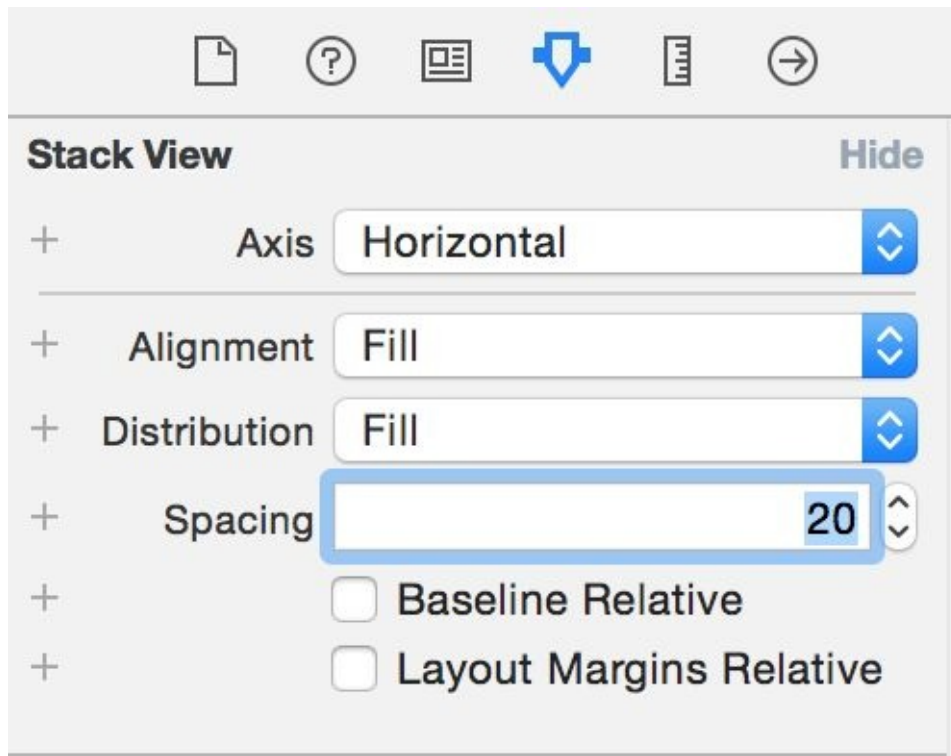 Stack View Hide
Axis Horizontal
Alignment Fill
Distribution Fill
Spacing 20
Baseline Relative
Layout Margins Relative